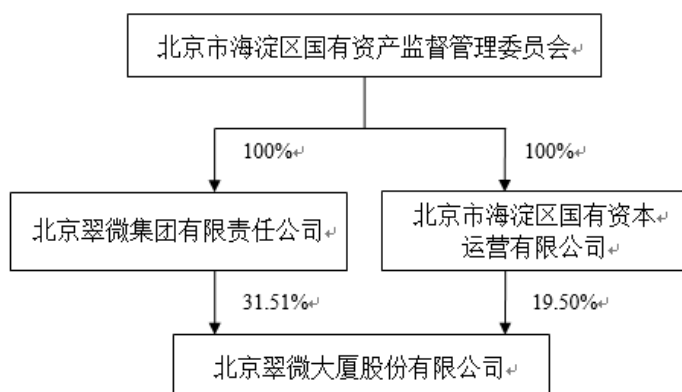 北京市海淀区国有资产监督管理委员会
100%
100%
北京翠微集团有限责任公司
北京市海淀区国有资本
运营有限公司
31.51%
19.50%
北京翠微大厦股份有限公司